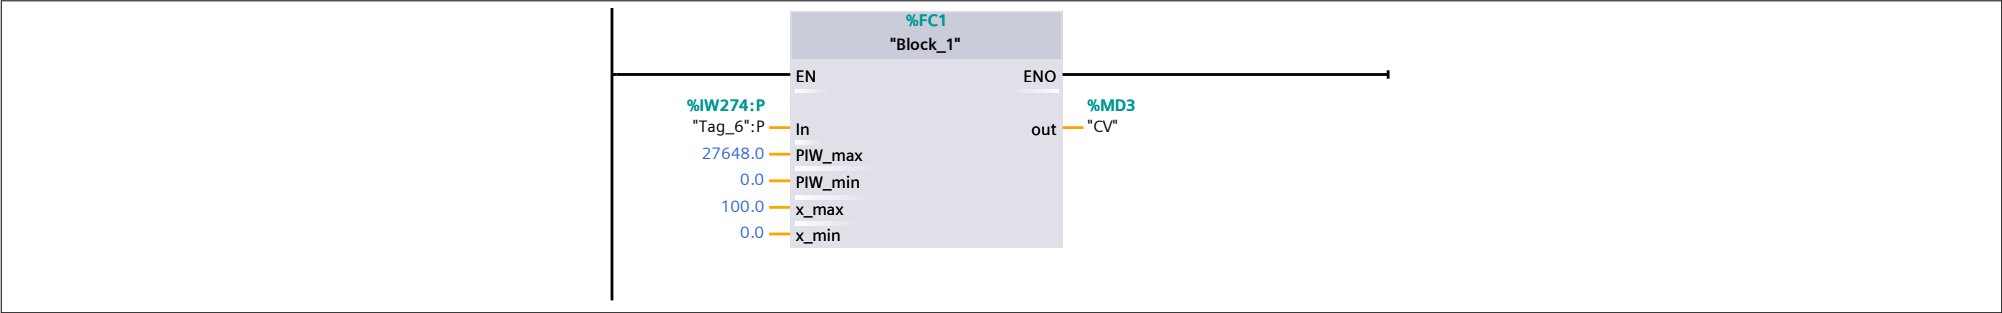 %FC1
"Block_1"
EN ENO
%IW274:P %MD3
"Tag_6":P In out "CV"
27648.0 PIW_max
0.0 PIW_min
100.0 x_max
0.0 x_min